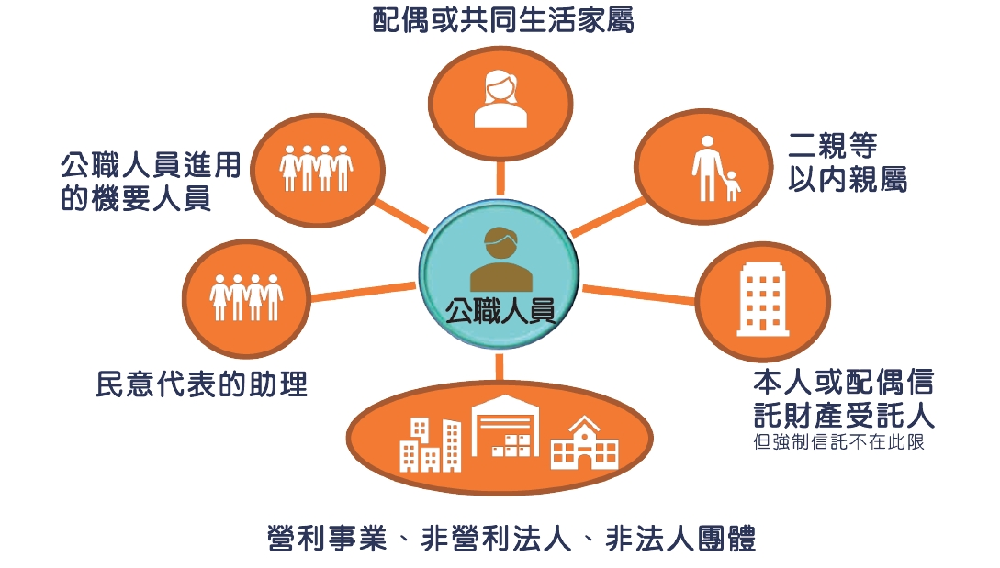 配偶或共同生活家屬
二親等
以內親屬
公職人員進用
的機要人員
公職人員
民意代表的助理
本人或配偶信
託財產受託人
但強制信託不在此限
營利事業、非營利法人、非法人團體